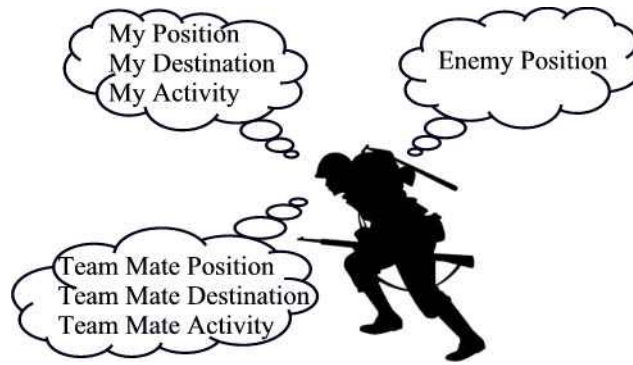 My Position
My Destination
My Activity
Enemy Position
Team Mate Position
Team Mate Destination
Team Mate Activity